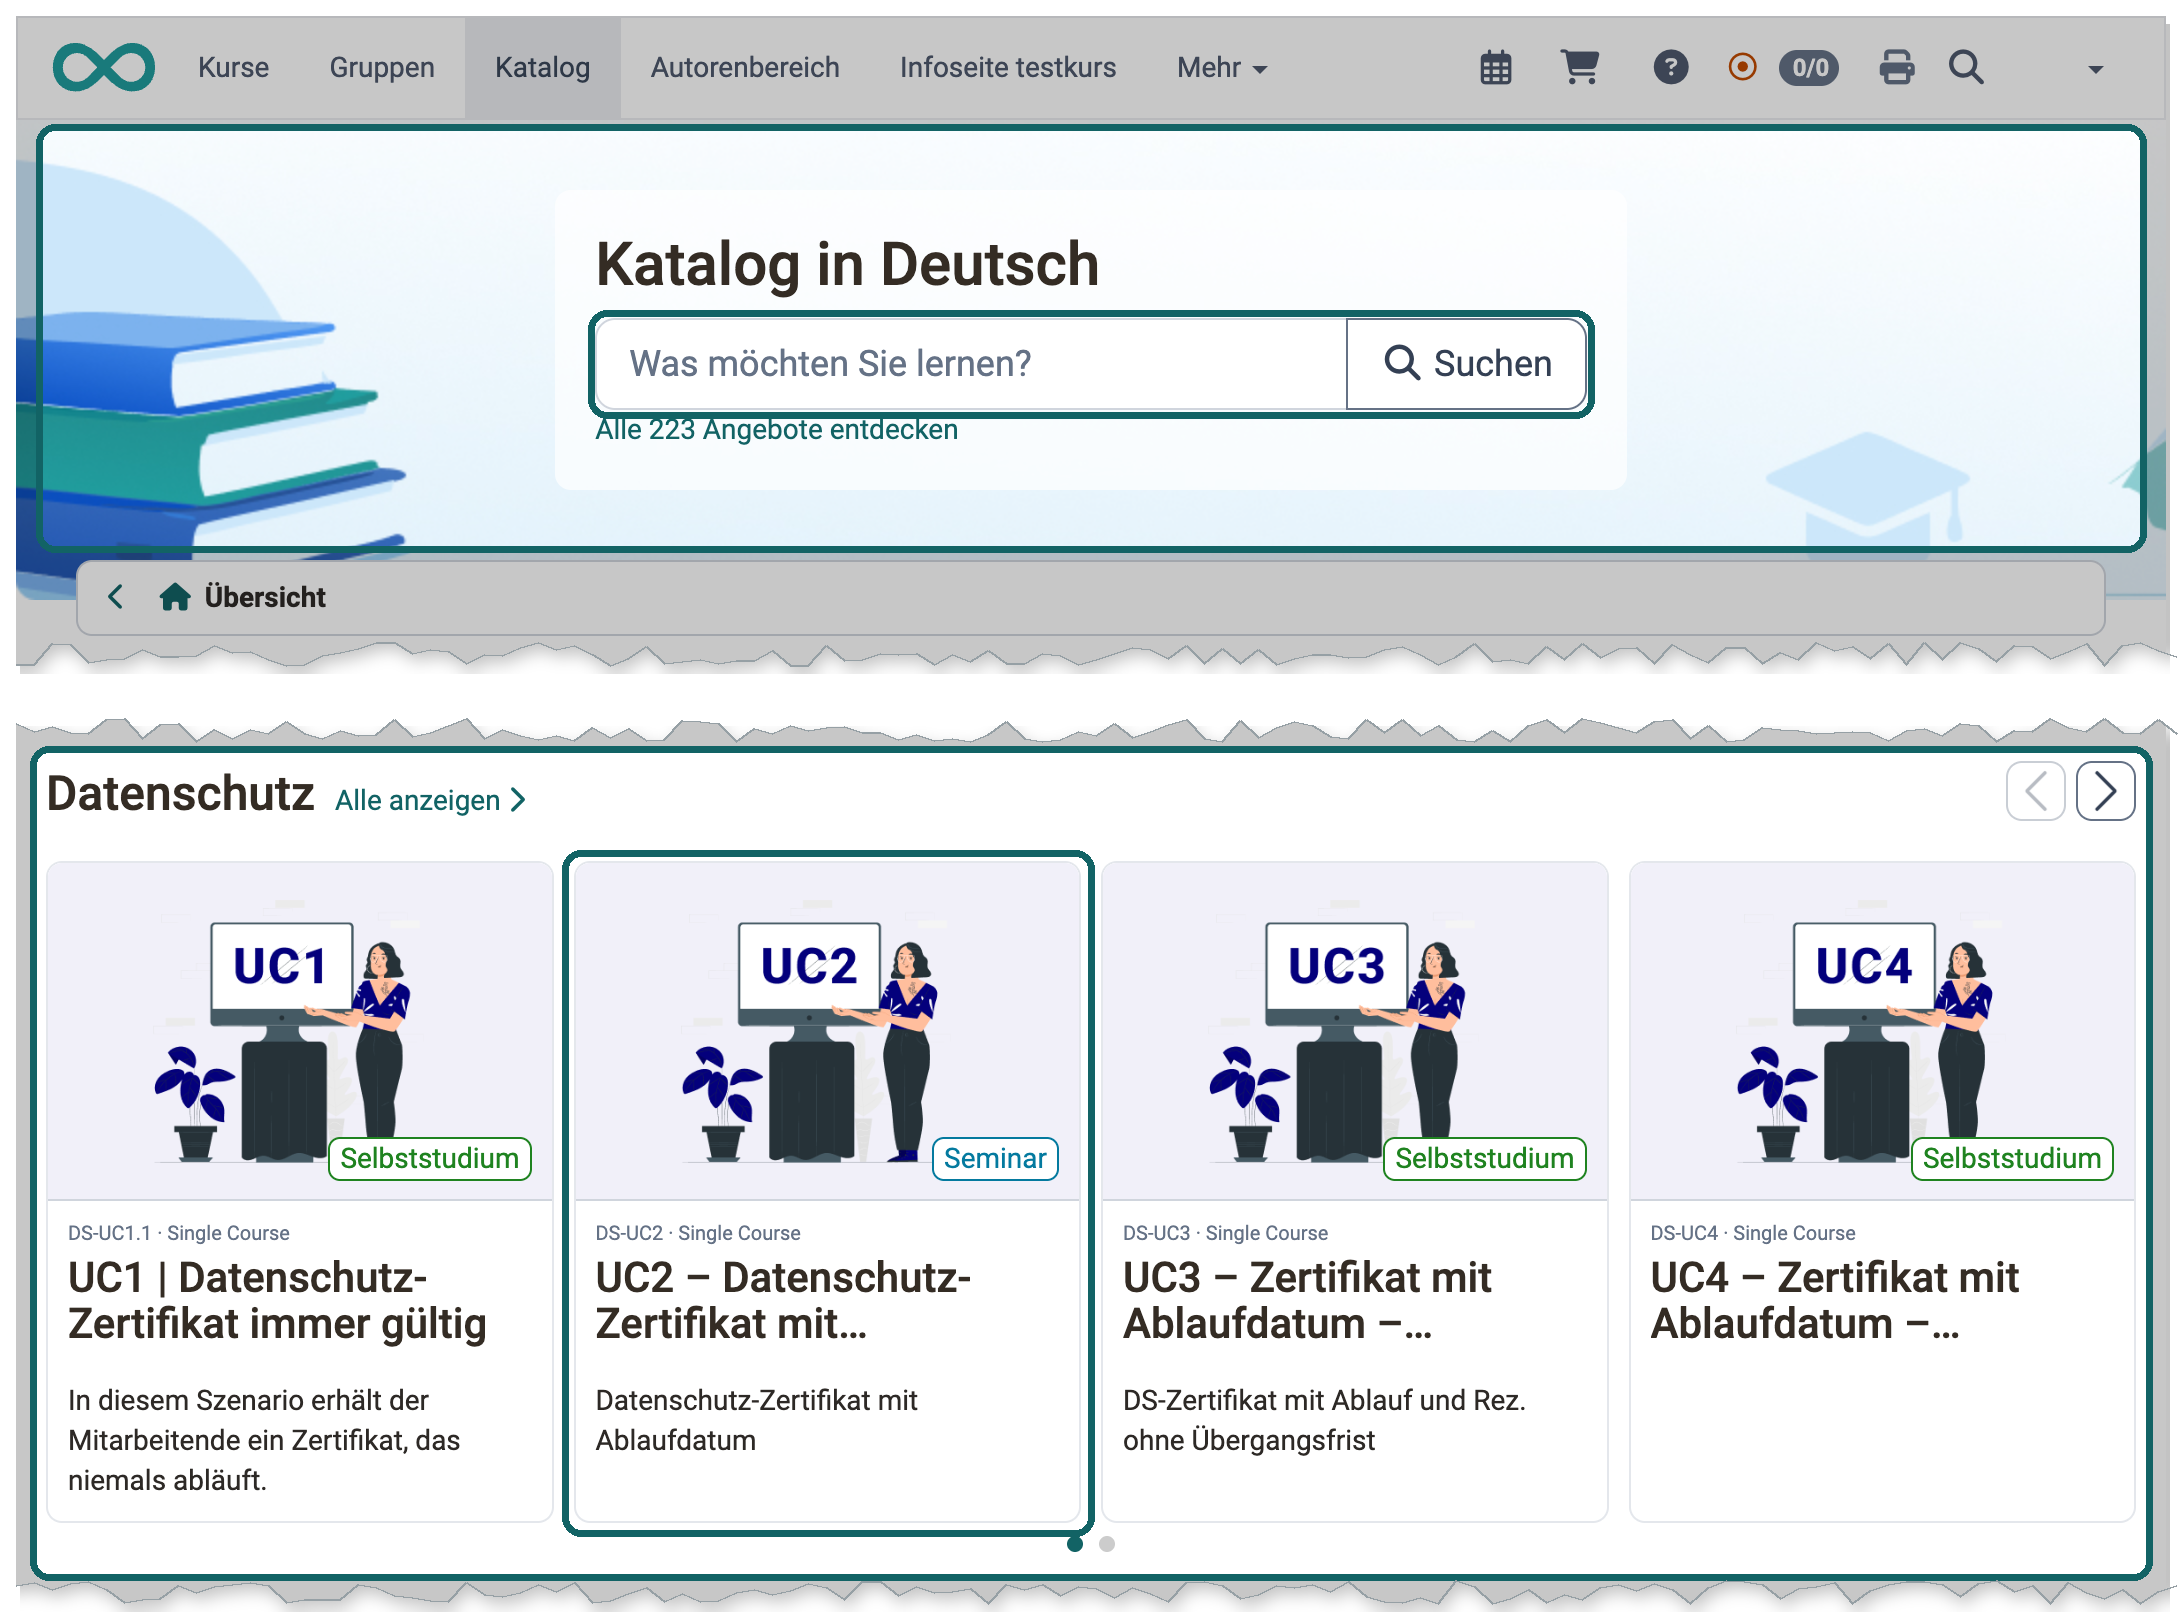 Kurse Gruppen Katalog Autorenbereich Infoseite testkurs Mehr 0/0
Katalog in Deutsch
Was möchten Sie lernen? Suchen
Alle 223 Angebote entdecken
Übersicht
Datenschutz Alle anzeigen
UC1
Selbststudium
DS-UC1.1 · Single Course
UC1 | Datenschutz-
Zertifikat immer gültig
In diesem Szenario erhält der
Mitarbeitende ein Zertifikat, das
niemals abläuft.
UC2
Seminar
DS-UC2 · Single Course
UC2 – Datenschutz-
Zertifikat mit...
Datenschutz-Zertifikat mit
Ablaufdatum
UC3
Selbststudium
DS-UC3 · Single Course
UC3 – Zertifikat mit
Ablaufdatum –...
DS-Zertifikat mit Ablauf und Rez.
ohne Übergangsfrist
UC4
Selbststudium
DS-UC4 · Single Course
UC4 – Zertifikat mit
Ablaufdatum –...